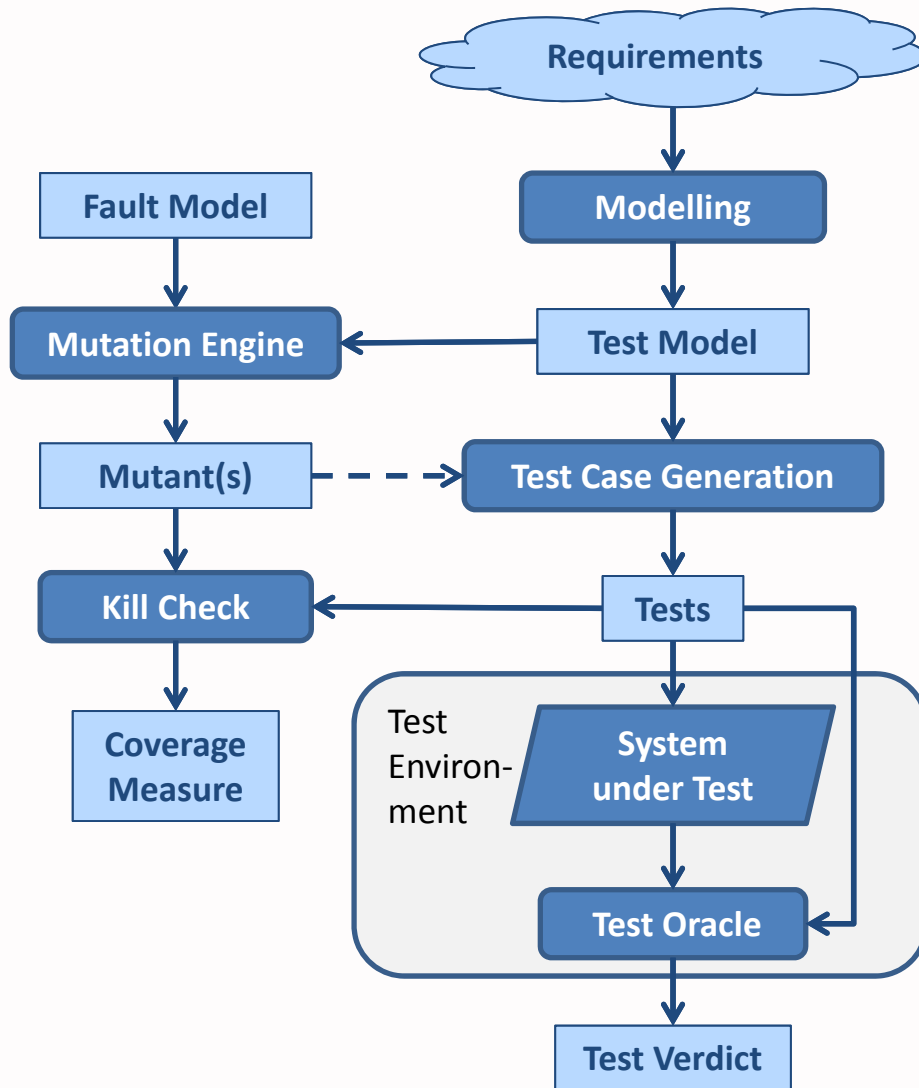 Requirements
Fault Model
Modelling
Mutation Engine
Test Model
Mutant(s)
Test Case Generation
Kill Check
Tests
Coverage
Measure
Test
Environ-
ment
System
under Test
Test Oracle
Test Verdict